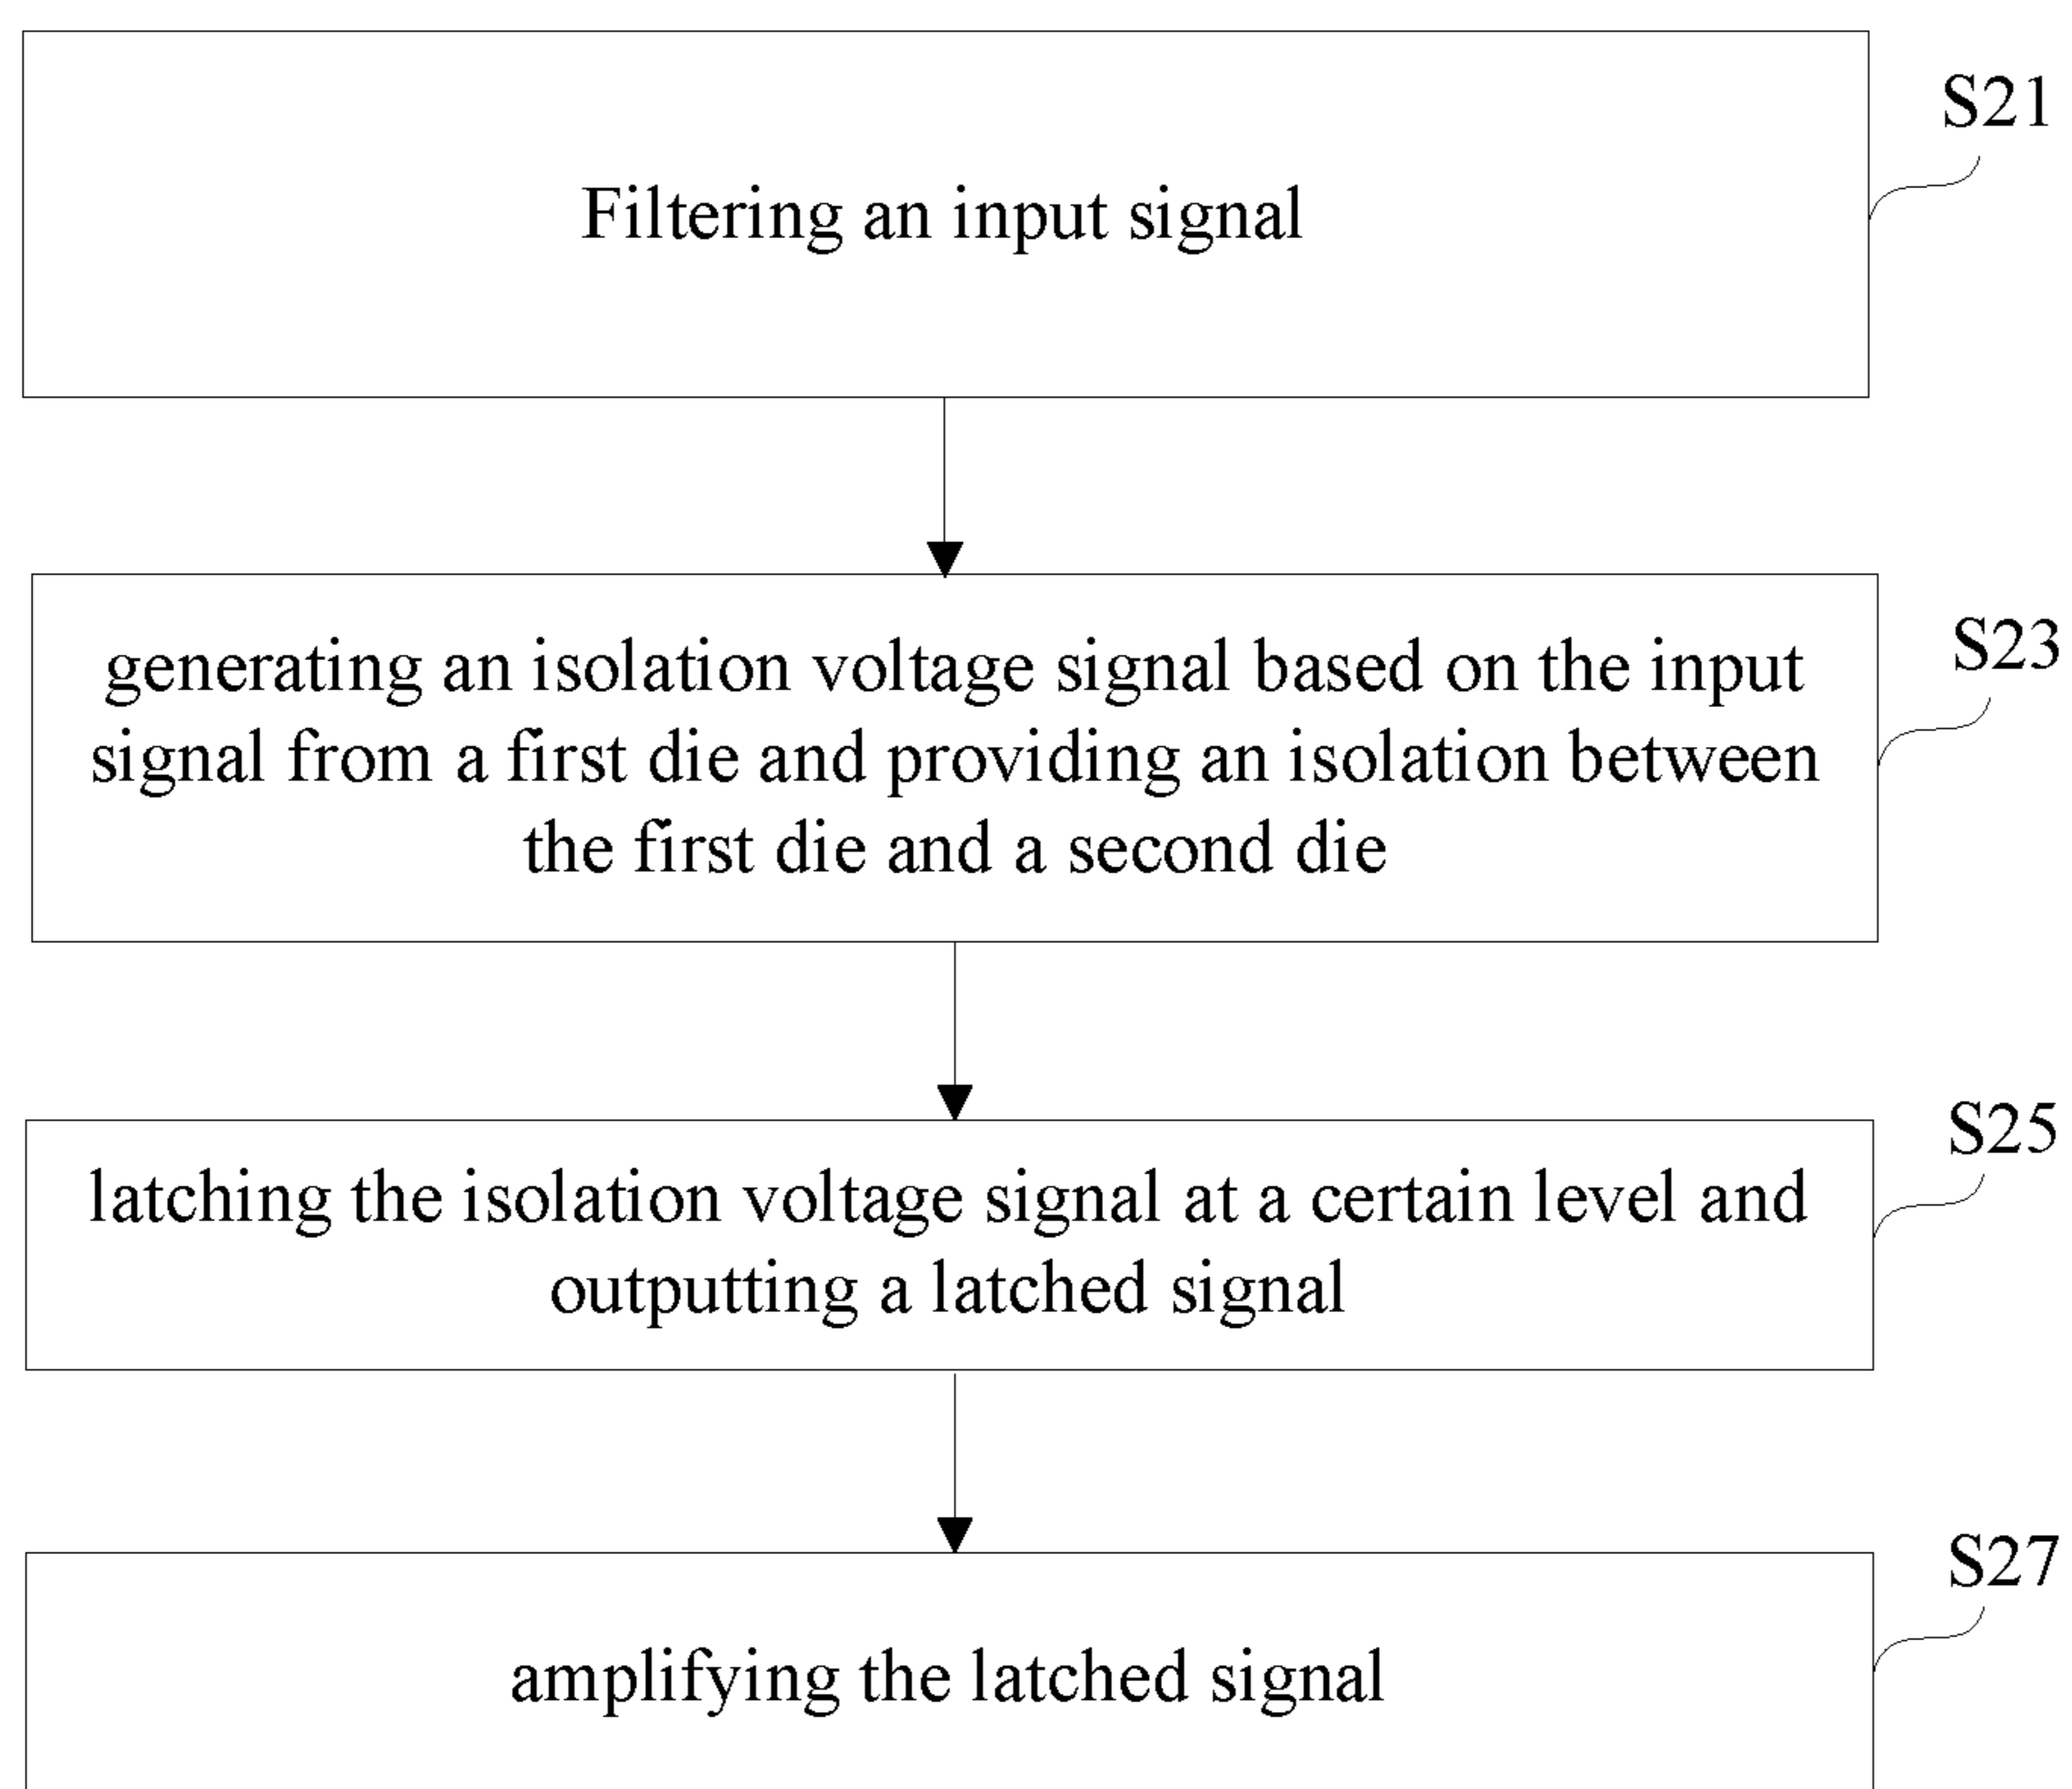 S21
Filtering an input signal
S23
generating an isolation voltage signal based on the input
signal from a first die and providing an isolation between
the first die and a second die
S25
latching the isolation voltage signal at a certain level and
outputting a latched signal
S27
amplifying the latched signal